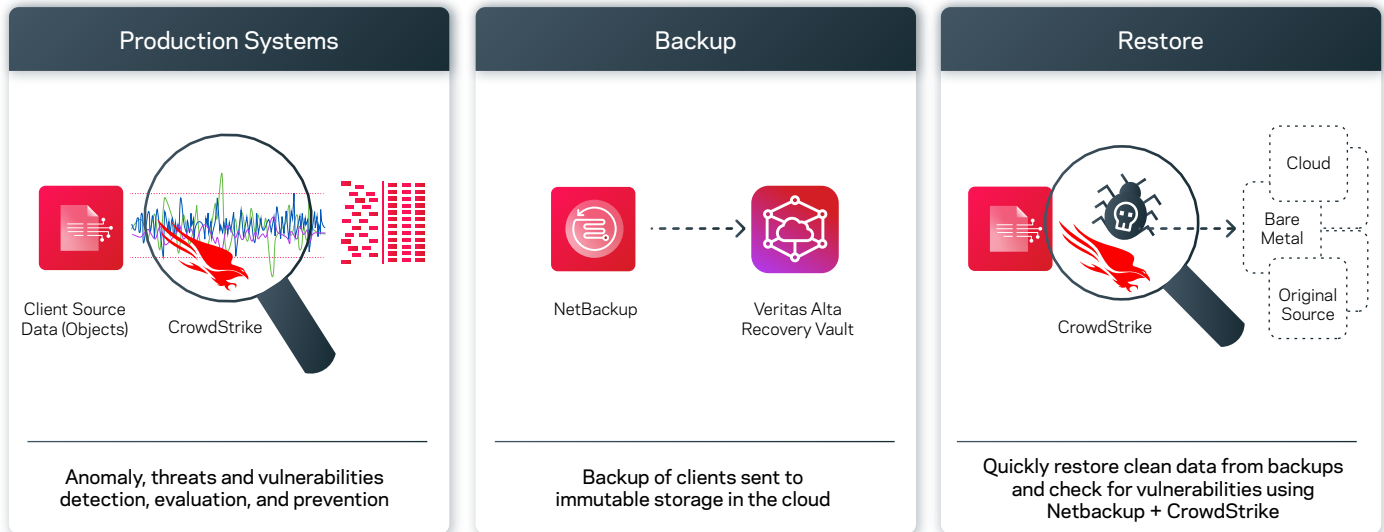 Production Systems
Client Source
Data (Objects)
CrowdStrike
Anomaly, threats and vulnerabilities
detection, evaluation, and prevention
Backup
NetBackup
Veritas Alta
Recovery Vault
Backup of clients sent to
immutable storage in the cloud
Restore
CrowdStrike
Cloud
Bare
Metal
Original
Source
Quickly restore clean data from backups
and check for vulnerabilities using
Netbackup + CrowdStrike